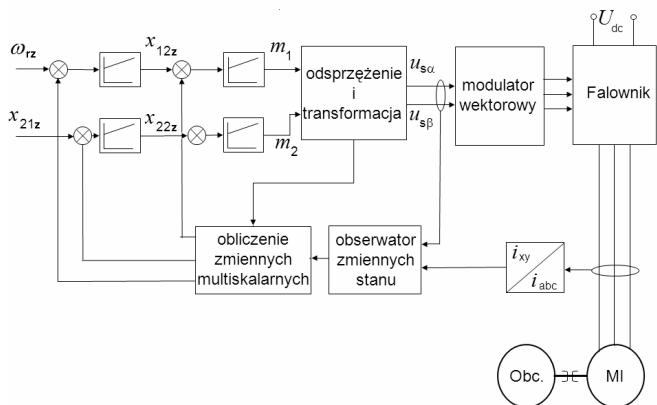 U_dc
ω_rz
x_12z
m_1
x_21z
x_22z
m_2
odsprzężenie
i
transformacja
u_sα
u_sβ
modulator
wektorowy
Falownik
obliczenie
zmiennych
multiskalarnych
obserwator
zmiennych
stanu
i_xy
i_abc
Obc.
MI